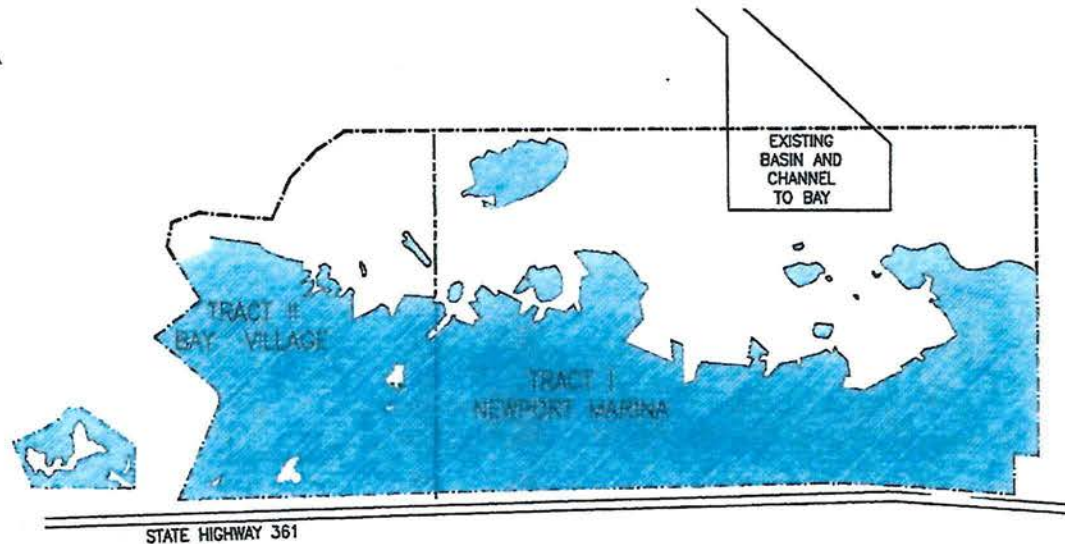 EXISTING
BASIN AND
CHANNEL
TO BAY
TRACT II
BAY VILLAGE
TRACT I
NEWPORT MARINA
STATE HIGHWAY 361